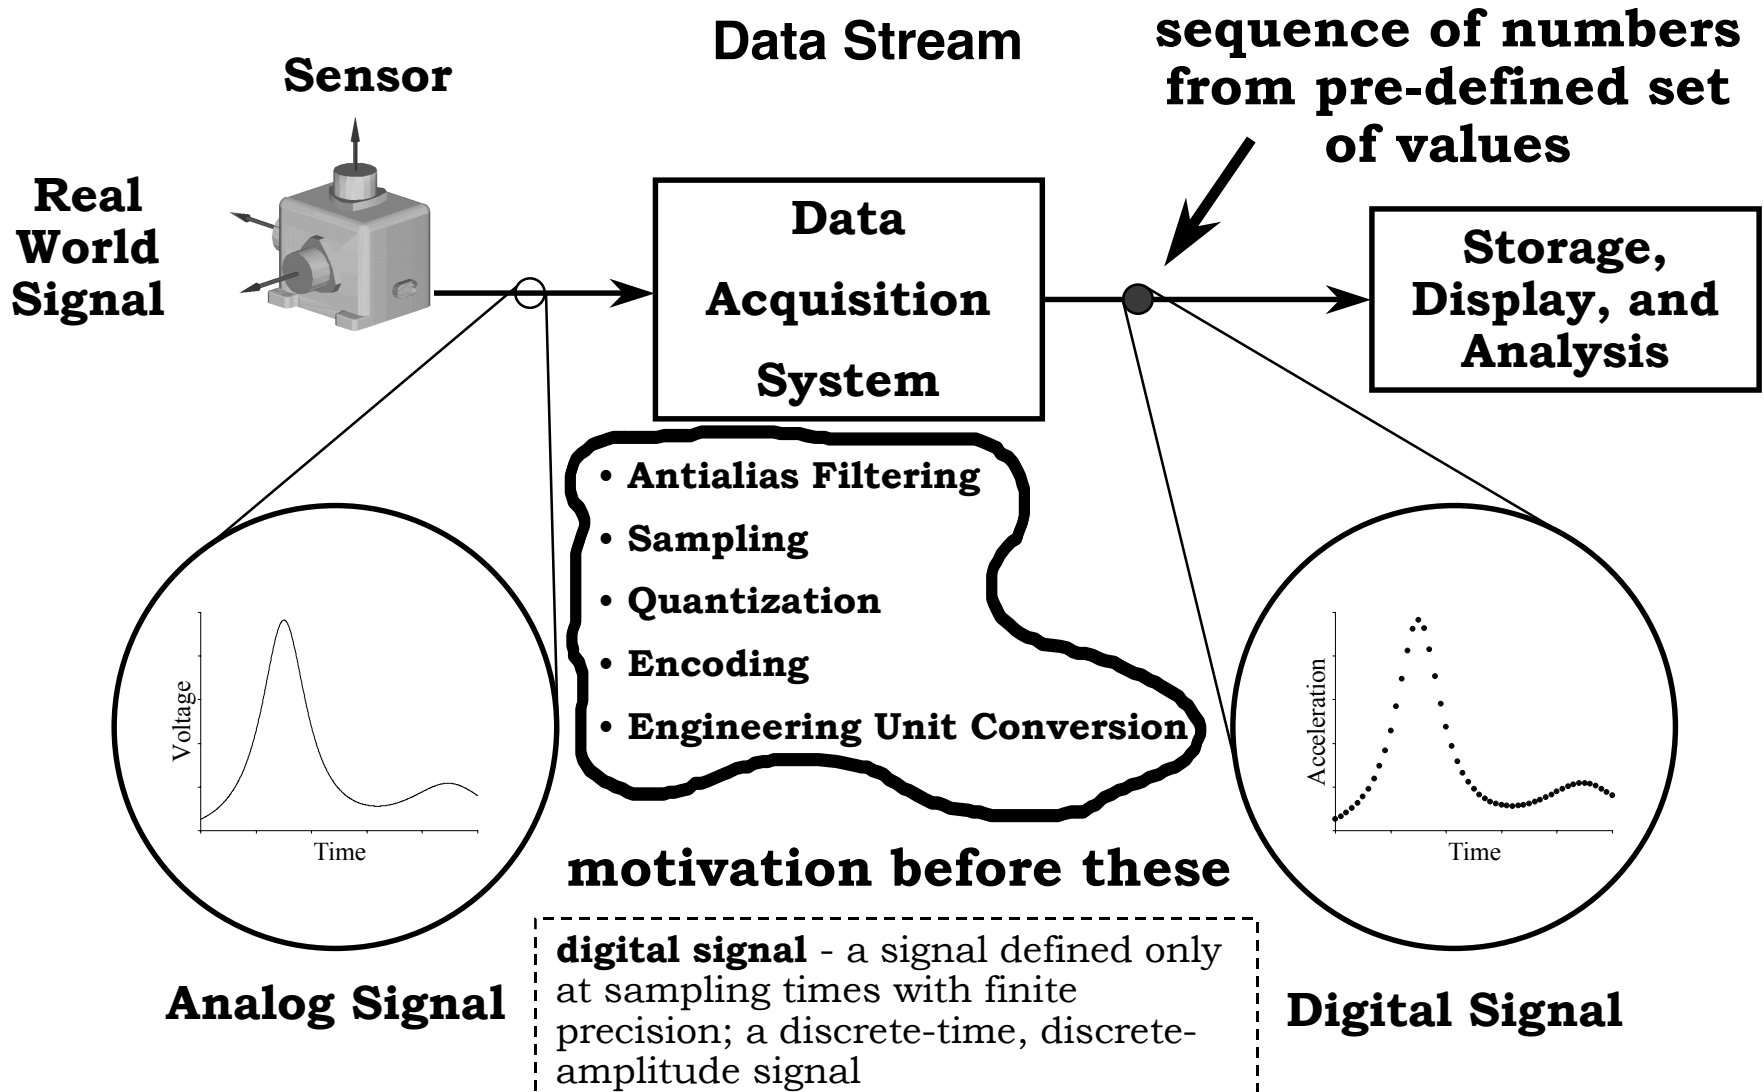 Data Stream
sequence of numbers
from pre-defined set
of values
Sensor
Real
World
Signal
Data
Acquisition
System
Storage,
Display, and
Analysis
• Antialias Filtering
• Sampling
• Quantization
• Encoding
• Engineering Unit Conversion
Voltage
Time
Acceleration
Time
motivation before these
Analog Signal
digital signal - a signal defined only
at sampling times with finite
precision; a discrete-time, discrete-
amplitude signal
Digital Signal